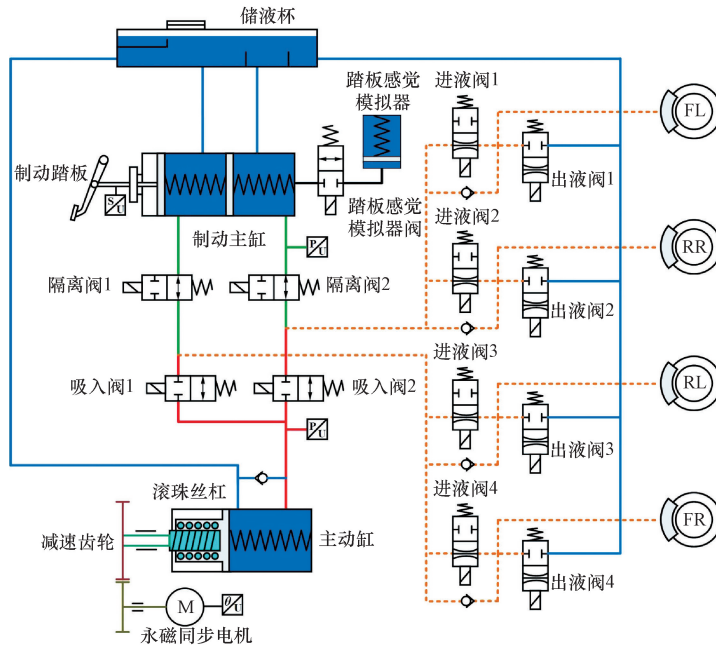 储液杯
踏板感觉
模拟器
进液阀1
FL
制动踏板
S
U
出液阀1
制动主缸
踏板感觉
模拟器阀
进液阀2
P
U
RR
隔离阀1
隔离阀2
出液阀2
进液阀3
吸入阀1
吸入阀2
RL
P
U
出液阀3
进液阀4
滚珠丝杠
FR
减速齿轮
主动缸
出液阀4
M
θ
U
永磁同步电机